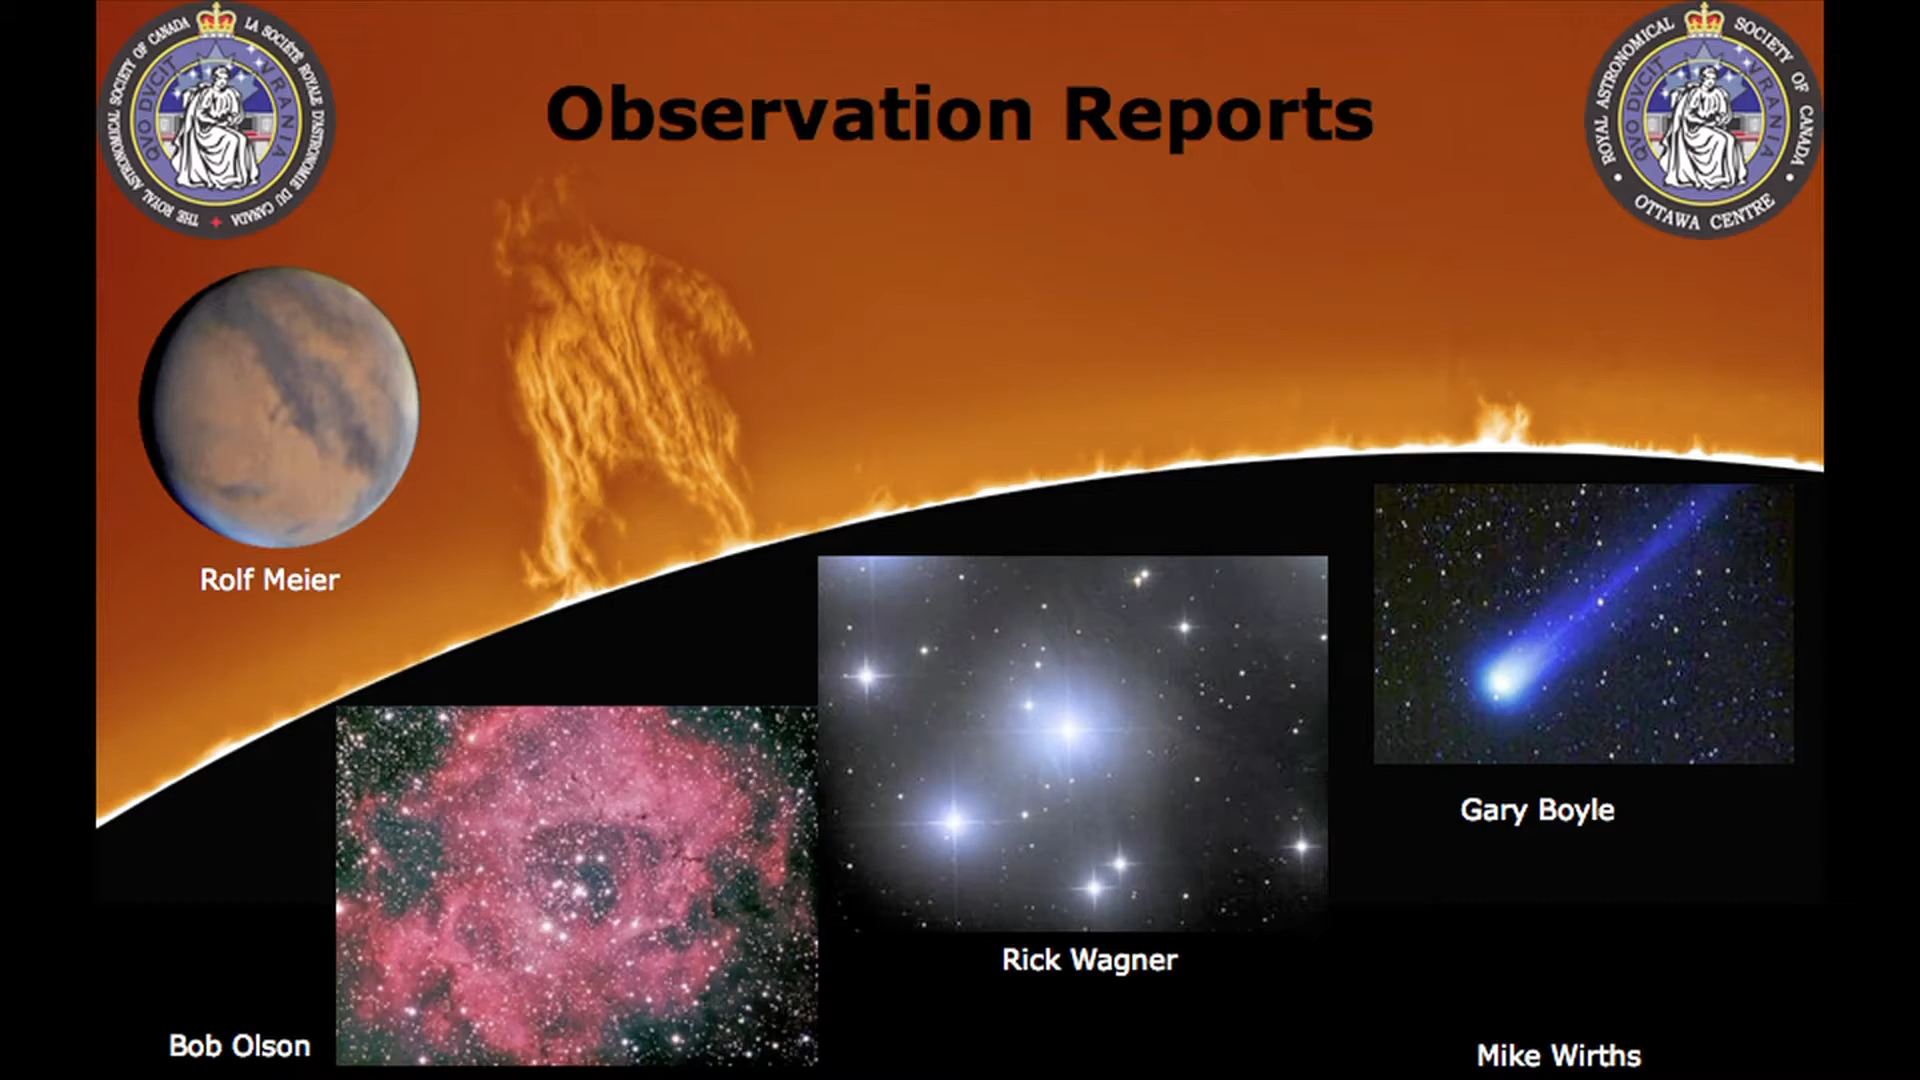 THE ROYAL ASTRONOMICAL SOCIETY OF CANADA
LA SOCIÉTÉ ROYALE D'ASTRONOMIE DU CANADA
QVO DVCIT VRANIA
Observation Reports
ROYAL ASTRONOMICAL SOCIETY OF CANADA
OTTAWA CENTRE
QVO DVCIT VRANIA
Rolf Meier
Gary Boyle
Rick Wagner
Bob Olson
Mike Wirths